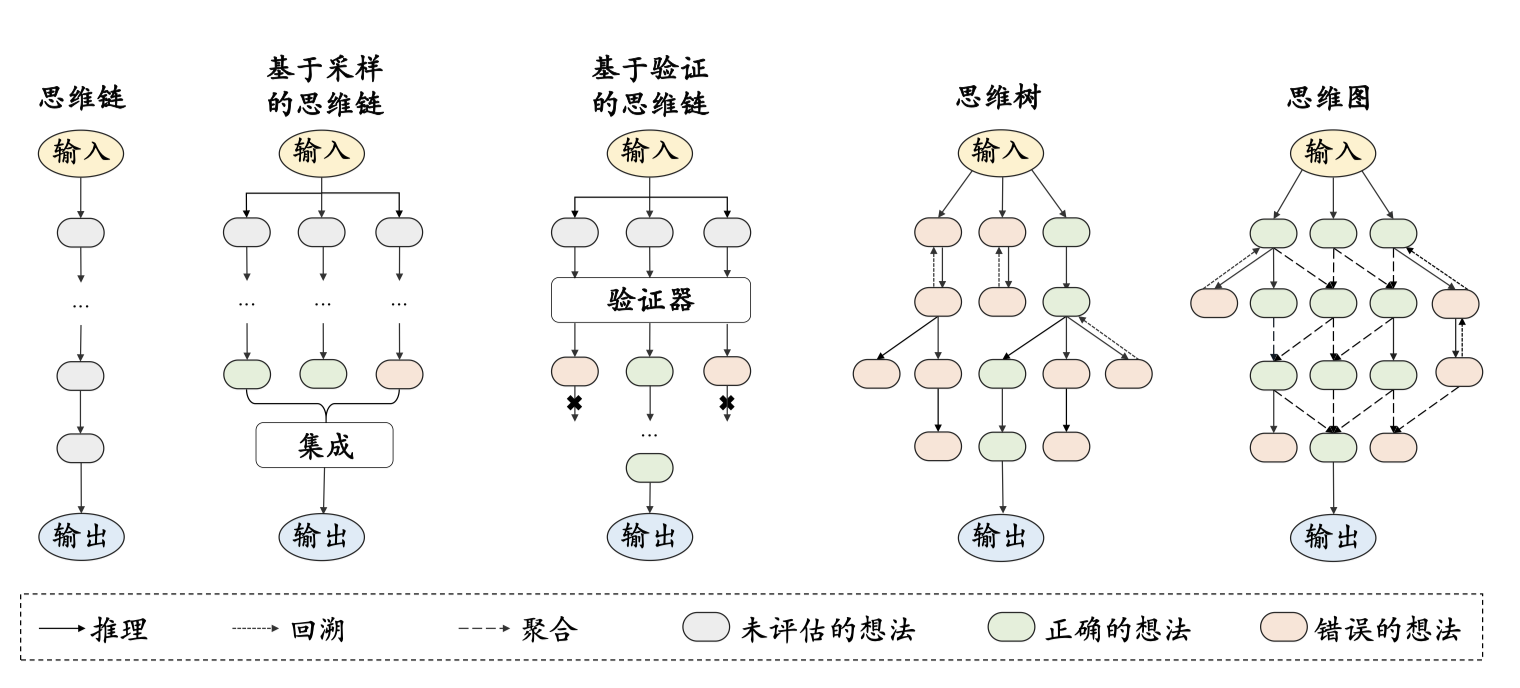 思维链
输入
...
输出
基于采样
的思维链
输入
...
...
...
集成
输出
基于验证
的思维链
输入
验证器
...
输出
思维树
输入
输出
思维图
输入
输出
推理
回溯
聚合
未评估的想法
正确的想法
错误的想法